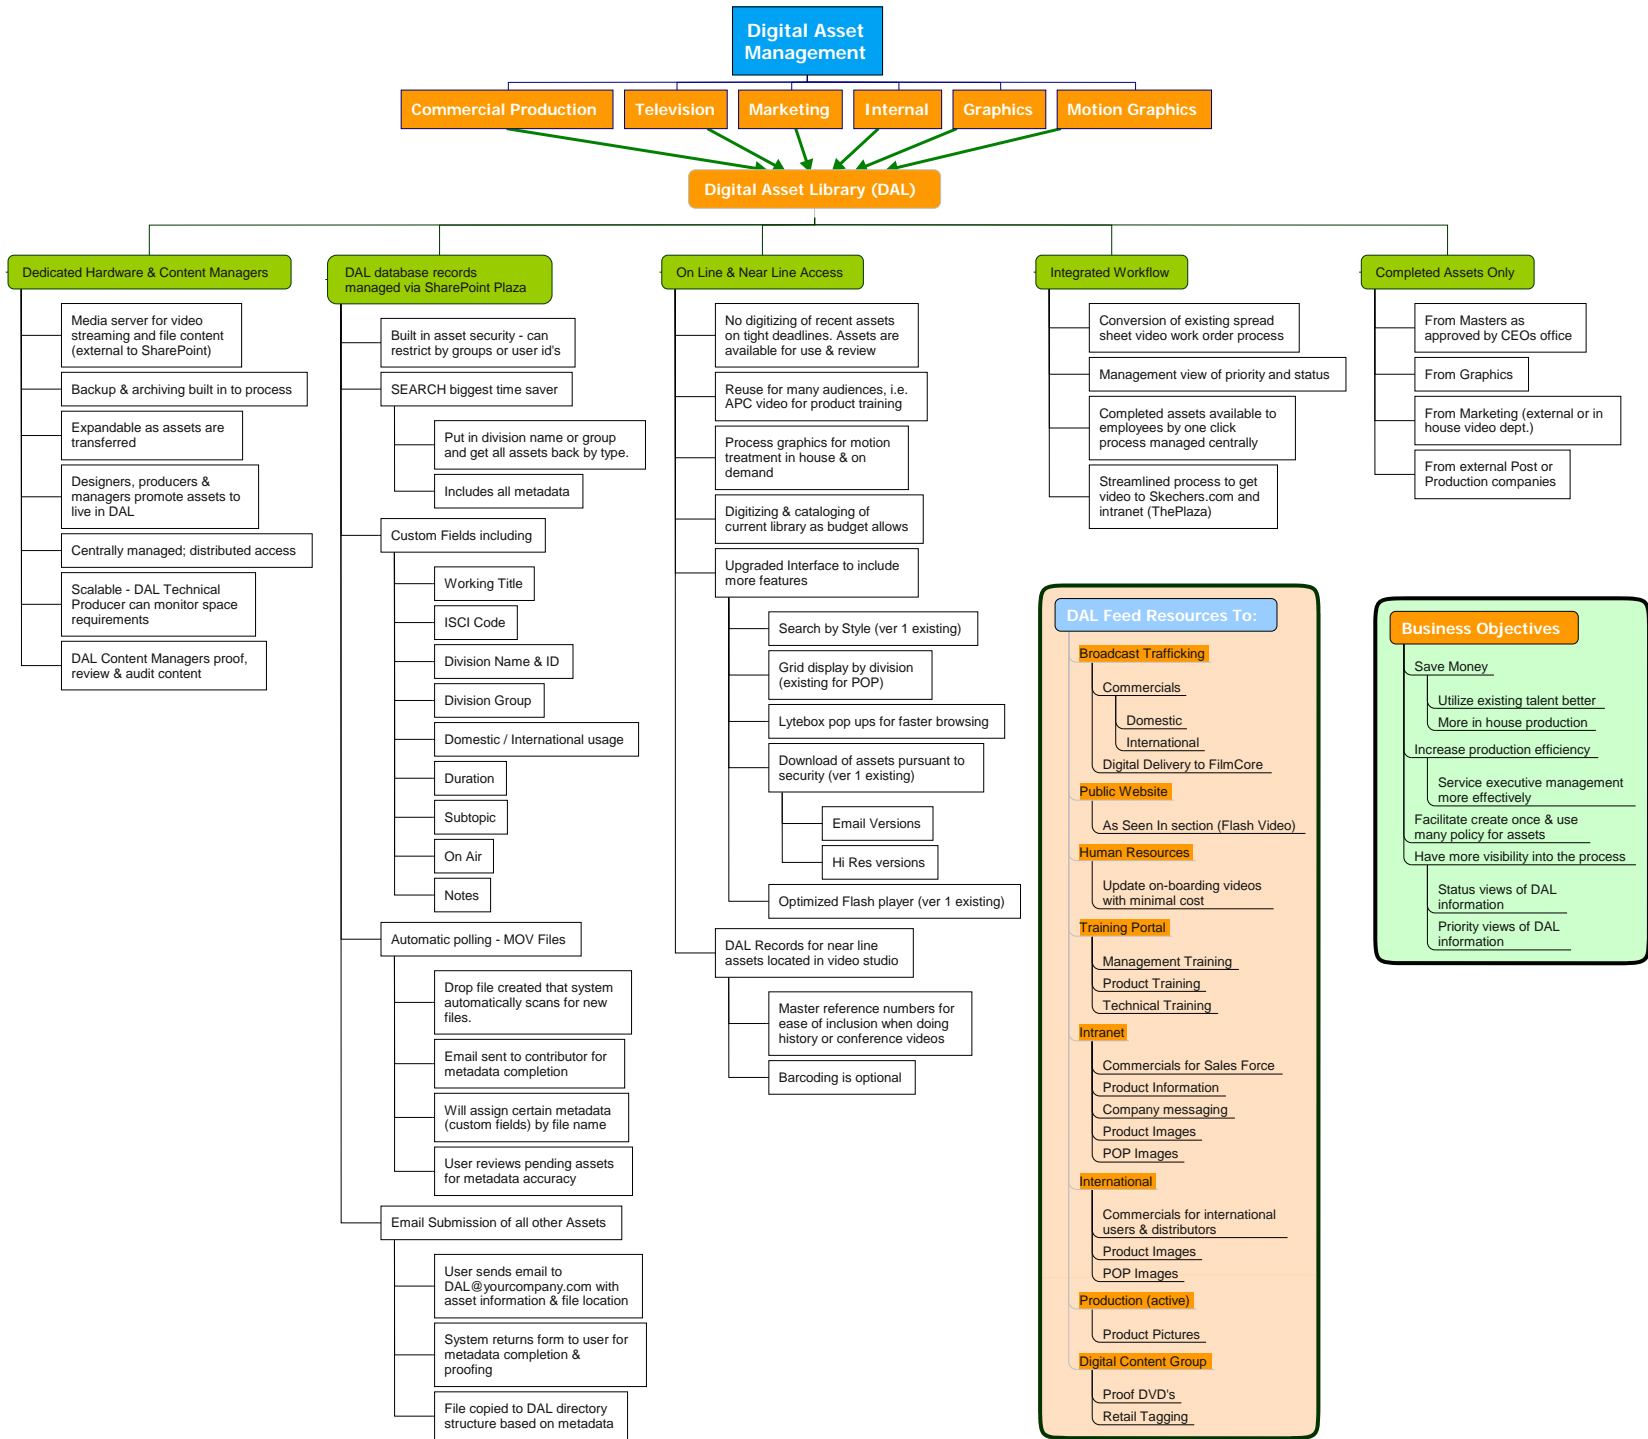 Digital Asset
Management
Commercial Production
Television
Marketing
Internal
Graphics
Motion Graphics
Digital Asset Library (DAL)
Dedicated Hardware & Content Managers
Media server for video
streaming and file content
(external to SharePoint)
Backup & archiving built in to process
Expandable as assets are
transferred
Designers, producers &
managers promote assets to
live in DAL
Centrally managed; distributed access
Scalable - DAL Technical
Producer can monitor space
requirements
DAL Content Managers proof,
review & audit content
DAL database records
managed via SharePoint Plaza
Built in asset security - can
restrict by groups or user id's
SEARCH biggest time saver
Put in division name or group
and get all assets back by type.
Includes all metadata
Custom Fields including
Working Title
ISCI Code
Division Name & ID
Division Group
Domestic / International usage
Duration
Subtopic
On Air
Notes
Automatic polling - MOV Files
Drop file created that system
automatically scans for new
files.
Email sent to contributor for
metadata completion
Will assign certain metadata
(custom fields) by file name
User reviews pending assets
for metadata accuracy
Email Submission of all other Assets
User sends email to
DAL@yourcompany.com with
asset information & file location
System returns form to user for
metadata completion &
proofing
File copied to DAL directory
structure based on metadata
On Line & Near Line Access
No digitizing of recent assets
on tight deadlines. Assets are
available for use & review
Reuse for many audiences, i.e.
APC video for product training
Process graphics for motion
treatment in house & on
demand
Digitizing & cataloging of
current library as budget allows
Upgraded Interface to include
more features
Search by Style (ver 1 existing)
Grid display by division
(existing for POP)
Lytebox pop ups for faster browsing
Download of assets pursuant to
security (ver 1 existing)
Email Versions
Hi Res versions
Optimized Flash player (ver 1 existing)
DAL Records for near line
assets located in video studio
Master reference numbers for
ease of inclusion when doing
history or conference videos
Barcoding is optional
Integrated Workflow
Conversion of existing spread
sheet video work order process
Management view of priority and status
Completed assets available to
employees by one click
process managed centrally
Streamlined process to get
video to Skechers.com and
intranet (ThePlaza)
Completed Assets Only
From Masters as
approved by CEOs office
From Graphics
From Marketing (external or in
house video dept.)
From external Post or
Production companies
DAL Feed Resources To:
Broadcast Trafficking
Commercials
Domestic
International
Digital Delivery to FilmCore
Public Website
As Seen In section (Flash Video)
Human Resources
Update on-boarding videos
with minimal cost
Training Portal
Management Training
Product Training
Technical Training
Intranet
Commercials for Sales Force
Product Information
Company messaging
Product Images
POP Images
International
Commercials for international
users & distributors
Product Images
POP Images
Production (active)
Product Pictures
Digital Content Group
Proof DVD's
Retail Tagging
Business Objectives
Save Money
Utilize existing talent better
More in house production
Increase production efficiency
Service executive management
more effectively
Facilitate create once & use
many policy for assets
Have more visibility into the process
Status views of DAL
information
Priority views of DAL
information